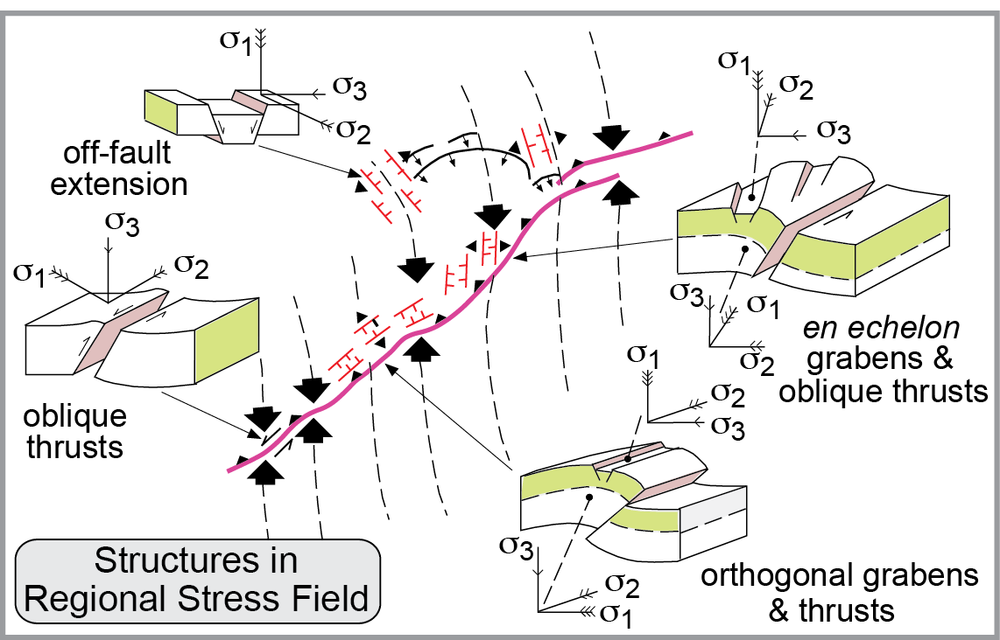 σ1
σ3
σ2
off-fault
extension
σ1
σ2
σ3
σ3
σ1
σ2
oblique
thrusts
σ3
σ1
σ2
en echelon
grabens &
oblique thrusts
σ1
σ2
σ3
σ3
σ2
σ1
orthogonal grabens
& thrusts
Structures in
Regional Stress Field